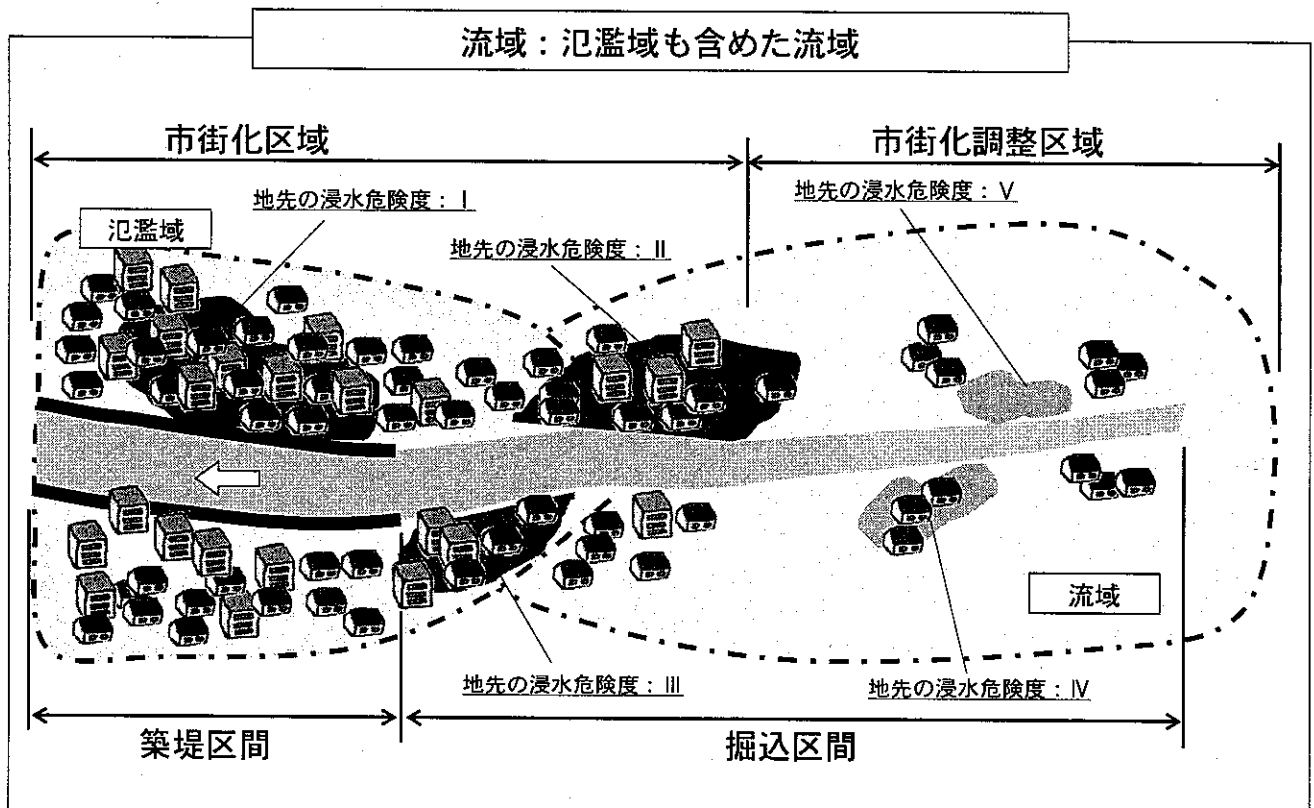 流域：氾濫域も含めた流域
市街化区域
市街化調整区域
地先の浸水危険度：Ⅰ
地先の浸水危険度：Ⅴ
氾濫域
地先の浸水危険度：Ⅱ
流域
地先の浸水危険度：Ⅲ
地先の浸水危険度：Ⅳ
築堤区間
掘込区間